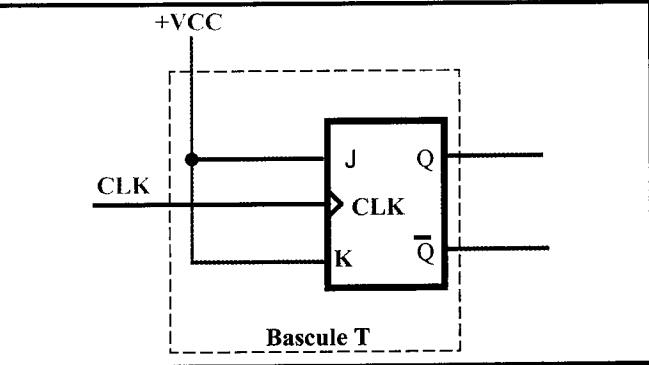 +VCC
J Q
CLK
CLK
K Q̅
Bascule T